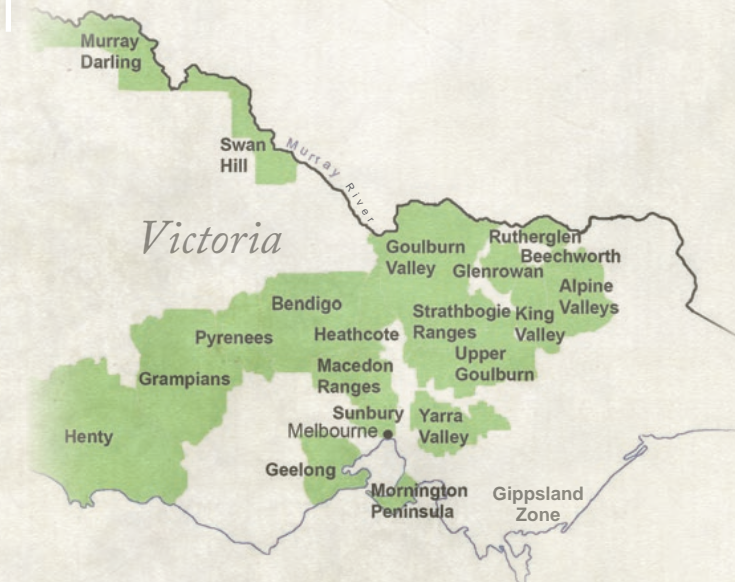 Murray
Darling
Swan
Hill
Murray River
Victoria
Goulburn
Valley
Rutherglen
Beechworth
Glenrowan
Alpine
Valleys
Bendigo
Strathbogie
Ranges
King
Valley
Pyrenees
Heathcote
Upper
Goulburn
Grampians
Macedon
Ranges
Sunbury
Melbourne
Yarra
Valley
Henty
Geelong
Mornington
Peninsula
Gippsland
Zone